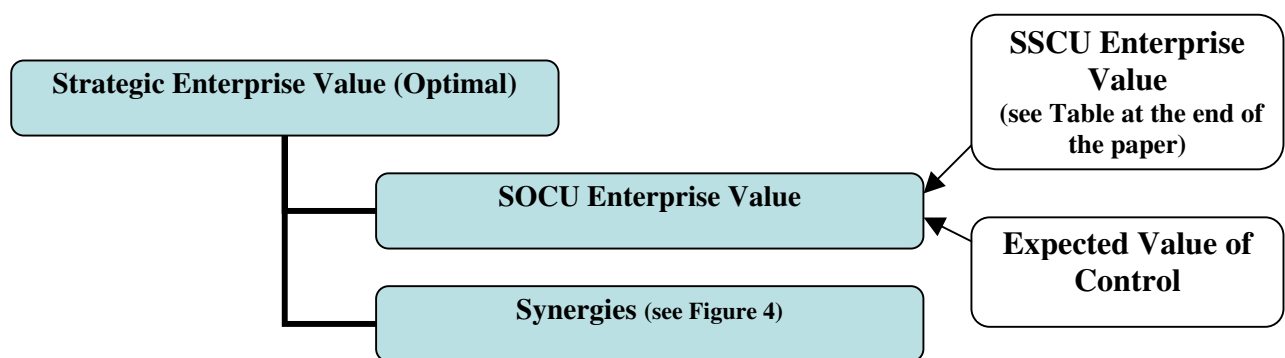 SSCU Enterprise
Value
(see Table at the end of
the paper)
Strategic Enterprise Value (Optimal)
SOCU Enterprise Value
Expected Value of
Control
Synergies (see Figure 4)